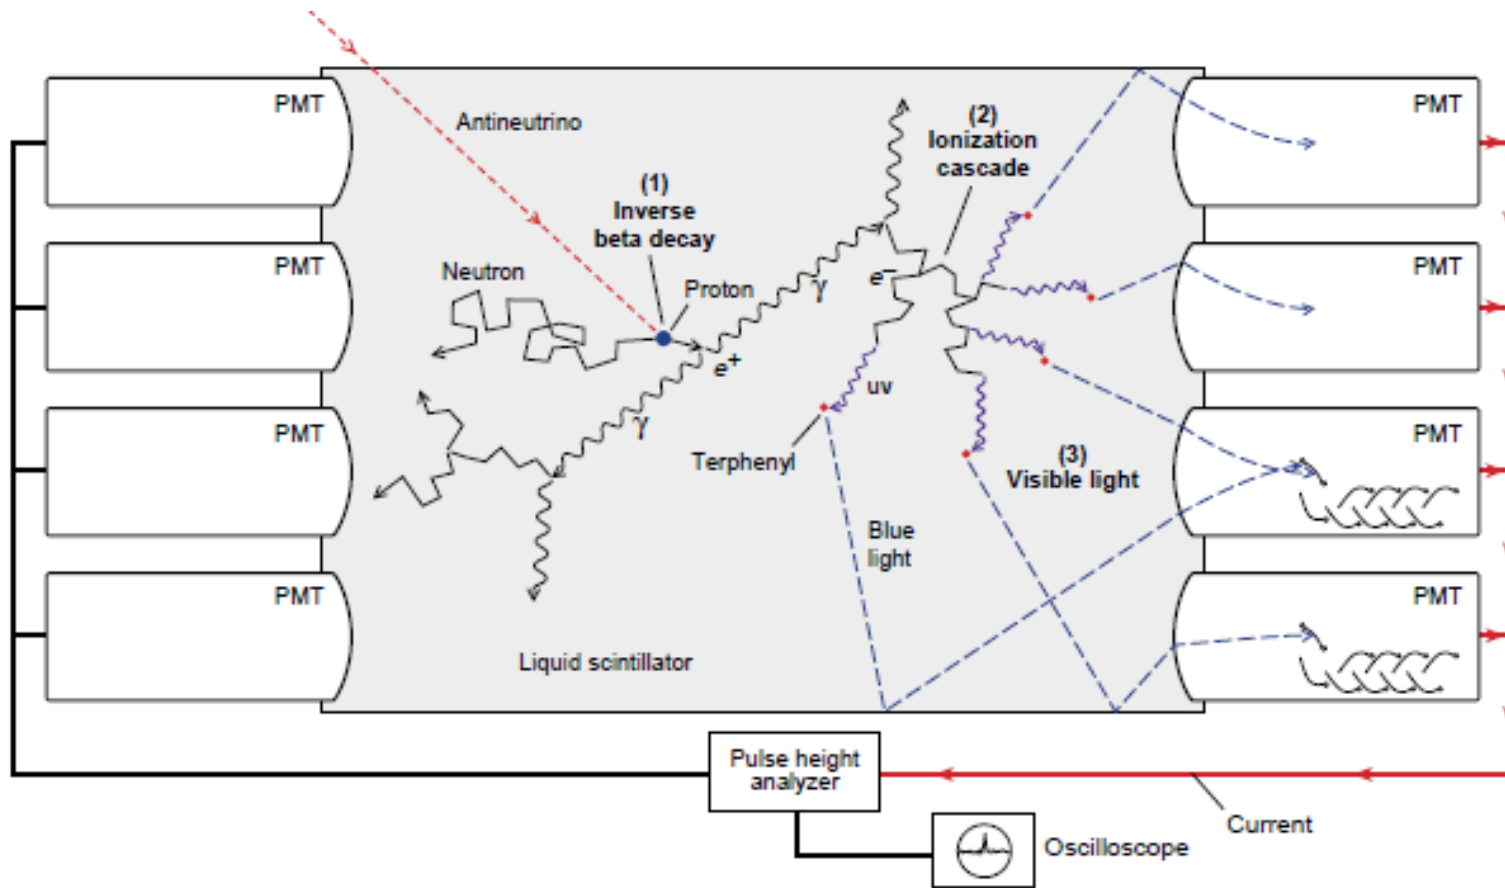 PMT
PMT
Antineutrino
(2)
Ionization
cascade
(1)
Inverse
beta decay
PMT
PMT
Neutron
Proton
γ
e–
e+
uv
γ
PMT
PMT
Terphenyl
(3)
Visible light
Blue
light
PMT
PMT
Liquid scintillator
Pulse height
analyzer
Current
Oscilloscope